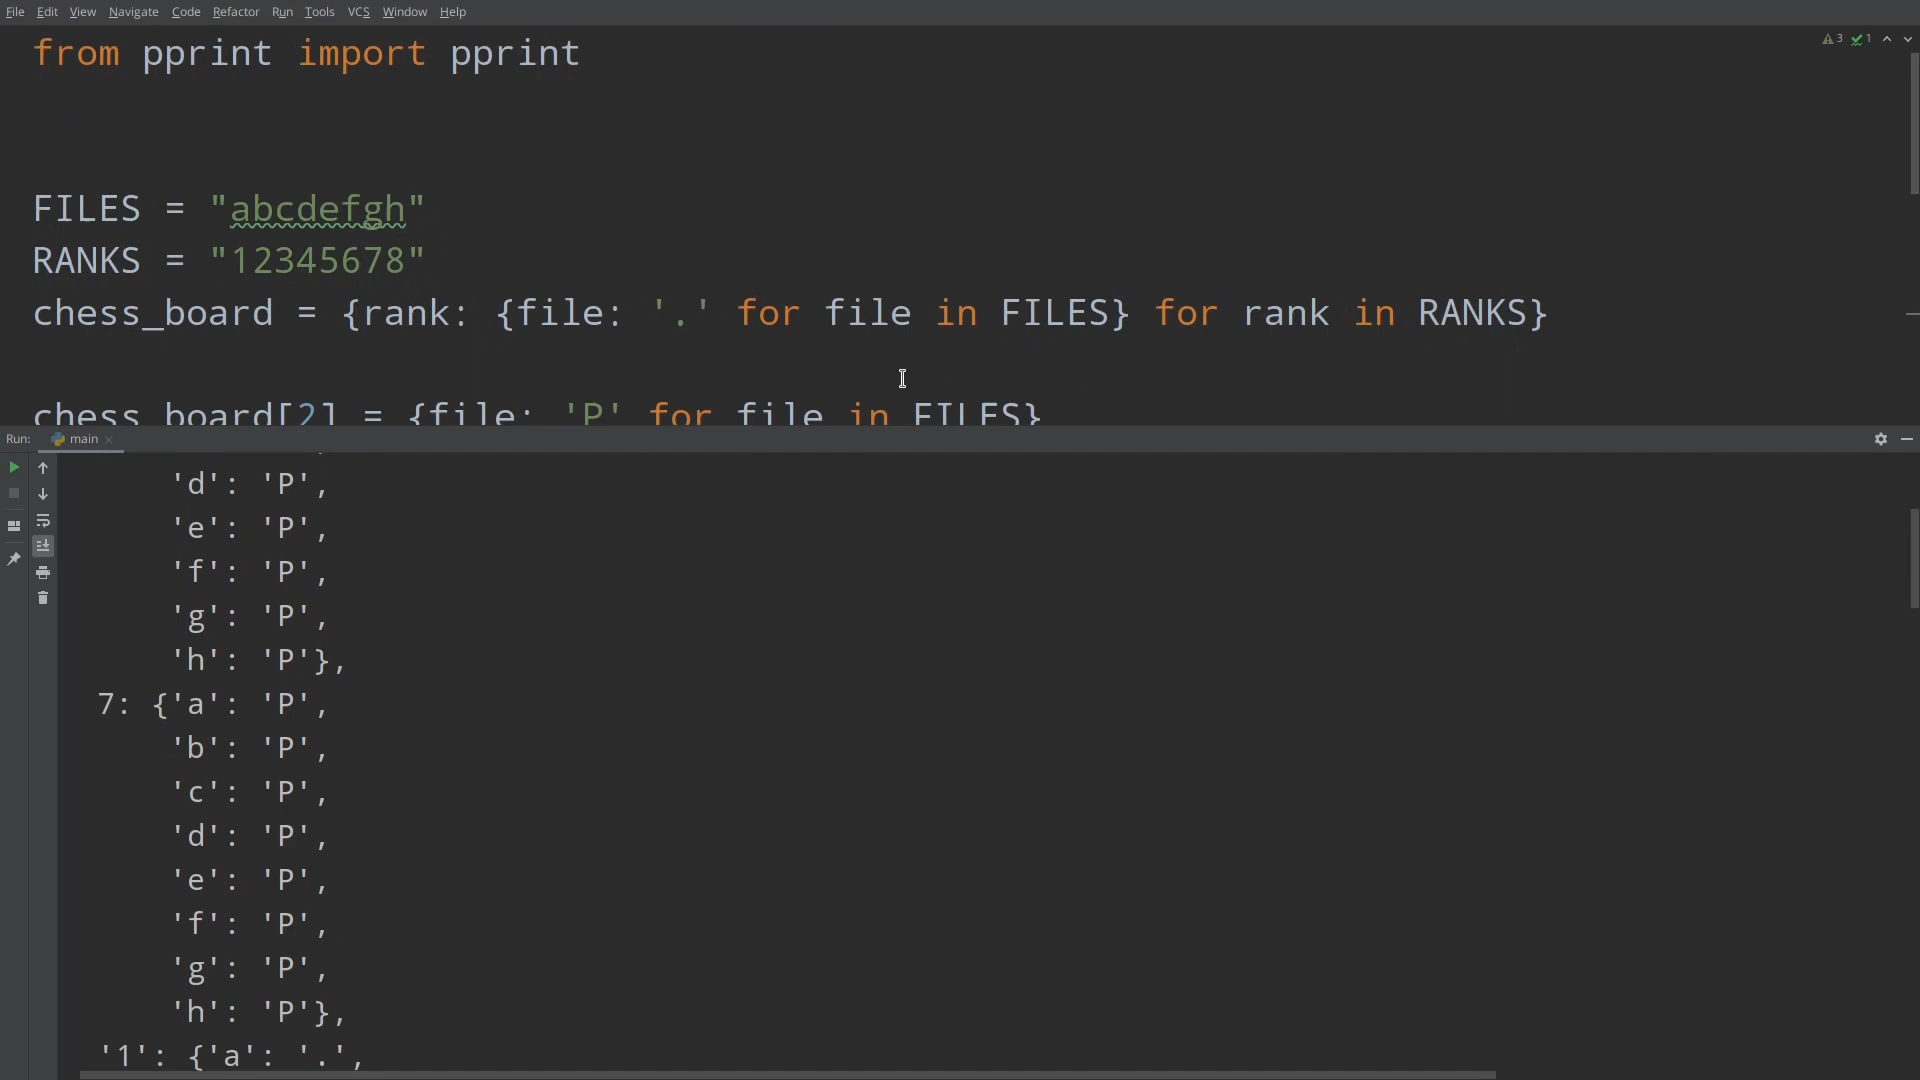 File Edit View Navigate Code Refactor Run Tools VCS Window Help
from pprint import pprint
3 1
FILES = "abcdefgh"
RANKS = "12345678"
chess_board = {rank: {file: '.' for file in FILES} for rank in RANKS}
chess_board[2] = {file: 'P' for file in FILES}
Run: main
'd': 'P',
'e': 'P',
'f': 'P',
'g': 'P',
'h': 'P'},
7: {'a': 'P',
'b': 'P',
'c': 'P',
'd': 'P',
'e': 'P',
'f': 'P',
'g': 'P',
'h': 'P'},
'1': {'a': '.',